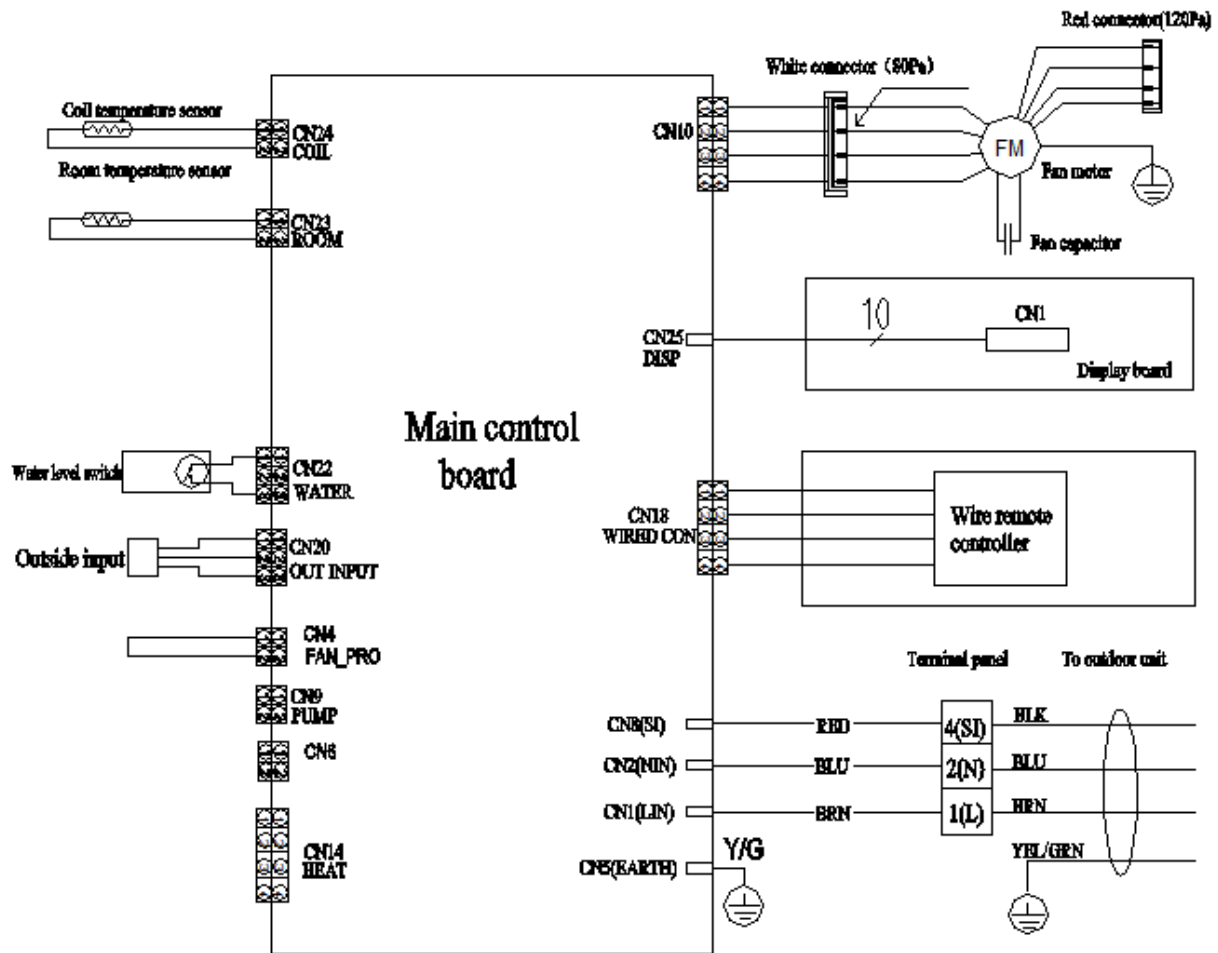 Red connector(120Pa)
White connector (80Pa)
Coil temperature sensor
CN24
COIL
CN10
FM
Fan motor
Room temperature sensor
CN23
ROOM
Fan capacitor
CN25
DISP
10
CN1
Display board
Main control
board
Water level switch
CN22
WATER
CN18
WIRED CON
Wire remote
controller
Outside input
CN20
OUT INPUT
CN4
FAN_PRO
Terminal panel
To outdoor unit
CN9
PUMP
CN8(SI)
RED
4(SI)
BLK
CN6
CN2(NIN)
BLU
2(N)
BLU
CN1(LIN)
BRN
1(L)
BRN
CN14
HEAT
CN5(EARTH)
Y/G
YEL/GRN